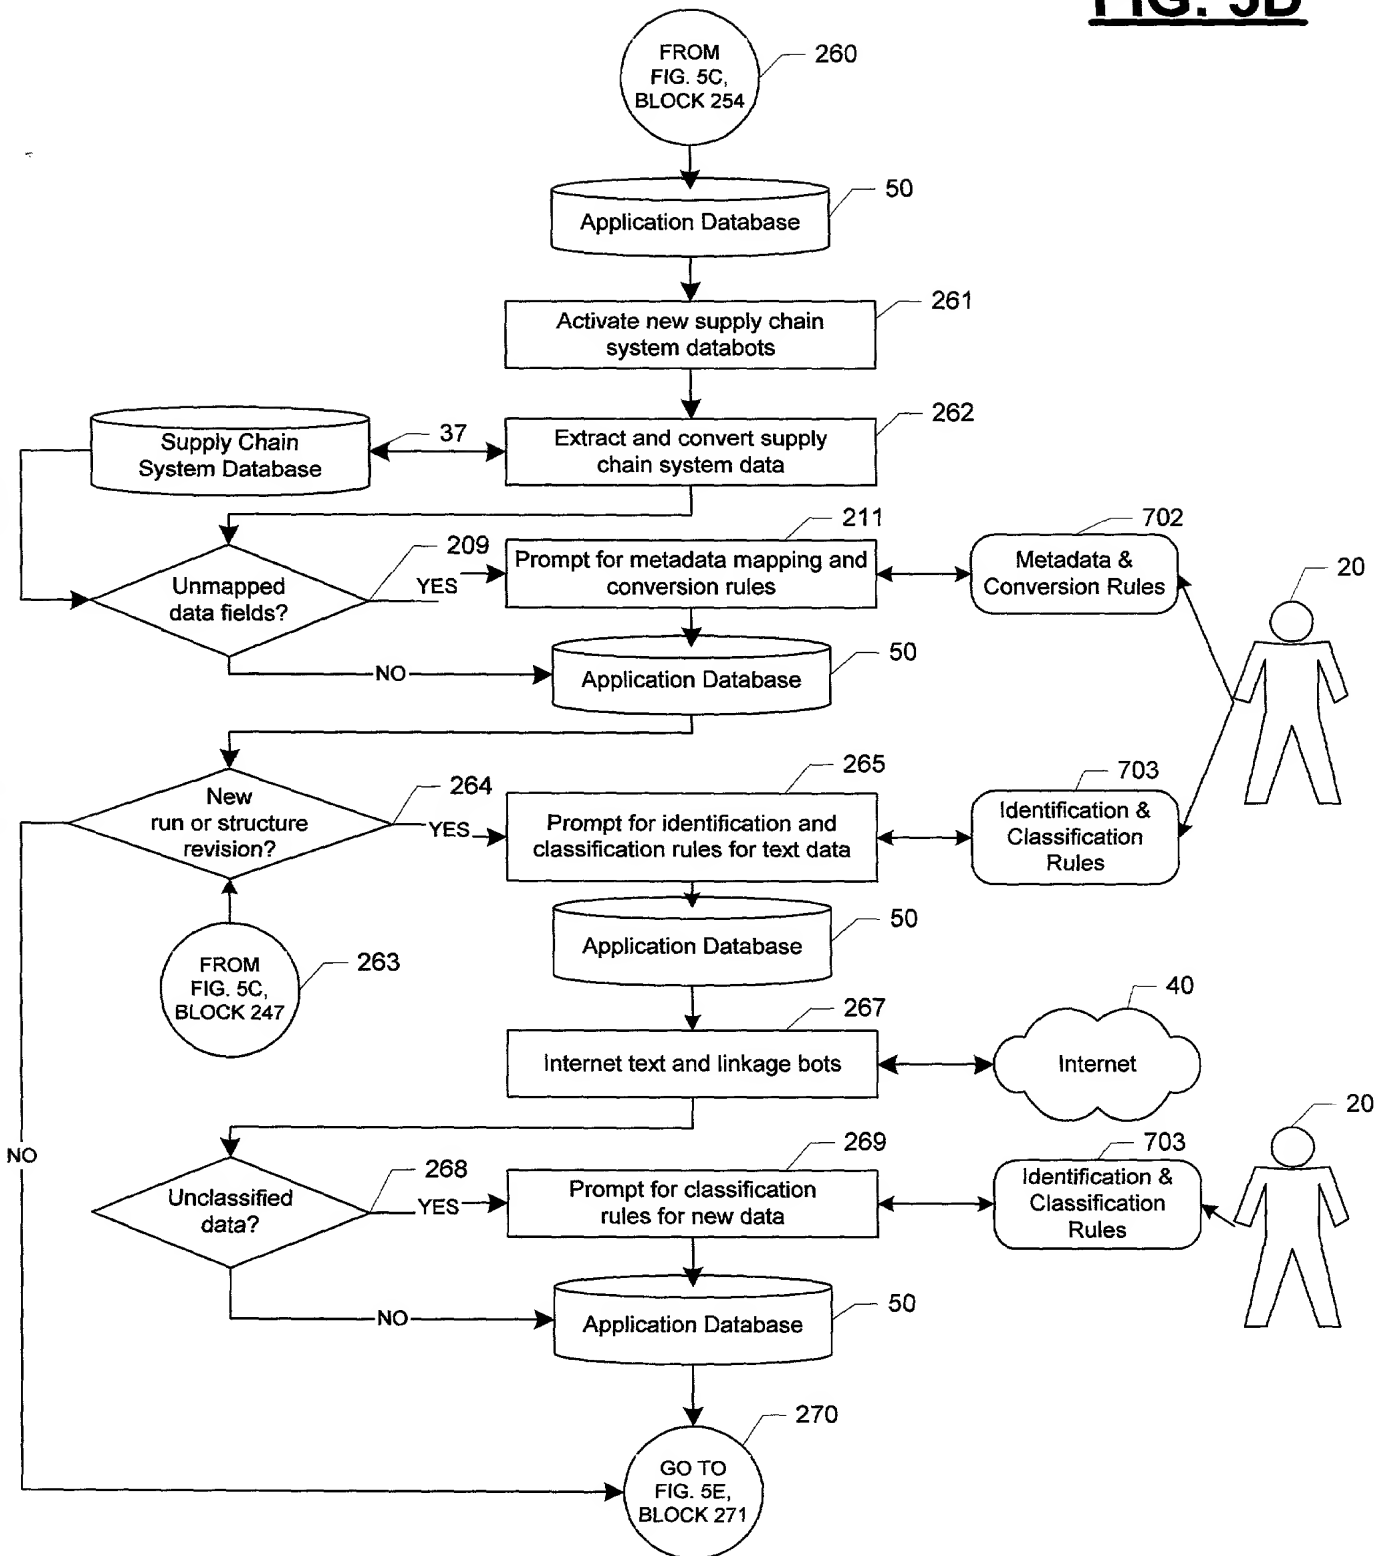 FIG. 5D
FROM
FIG. 5C,
BLOCK 254
260
Application Database
50
Activate new supply chain
system databots
261
Supply Chain
System Database
37
Extract and convert supply
chain system data
262
Unmapped
data fields?
209
YES
Prompt for metadata mapping and
conversion rules
211
Metadata &
Conversion Rules
702
20
NO
Application Database
50
New
run or structure
revision?
264
YES
Prompt for identification and
classification rules for text data
265
Identification &
Classification
Rules
703
FROM
FIG. 5C,
BLOCK 247
263
Application Database
50
Internet text and linkage bots
267
Internet
40
NO
Unclassified
data?
268
YES
Prompt for classification
rules for new data
269
Identification &
Classification
Rules
703
20
NO
Application Database
50
GO TO
FIG. 5E,
BLOCK 271
270